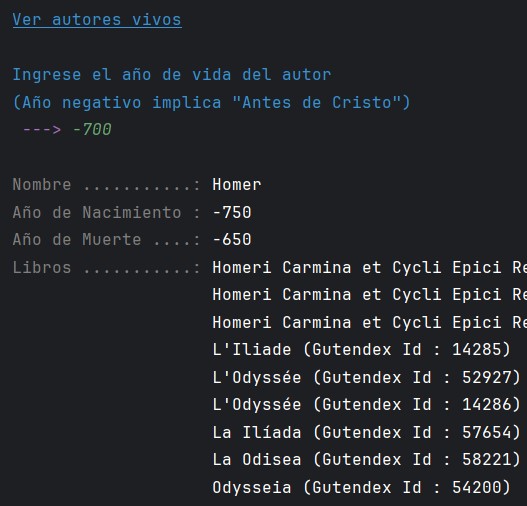 Ver autores vivos
Ingrese el año de vida del autor
(Año negativo implica "Antes de Cristo")
---> -700
Nombre ...........: Homer
Año de Nacimiento : -750
Año de Muerte ....: -650
Libros ...........: Homeri Carmina et Cycli Epici
Homeri Carmina et Cycli Epici
Homeri Carmina et Cycli Epici
L'Iliade (Gutendex Id : 14285)
L'Odyssée (Gutendex Id : 52927)
L'Odyssée (Gutendex Id : 14286)
La Ilíada (Gutendex Id : 57654)
La Odisea (Gutendex Id : 58221)
Odysseia (Gutendex Id : 54200)